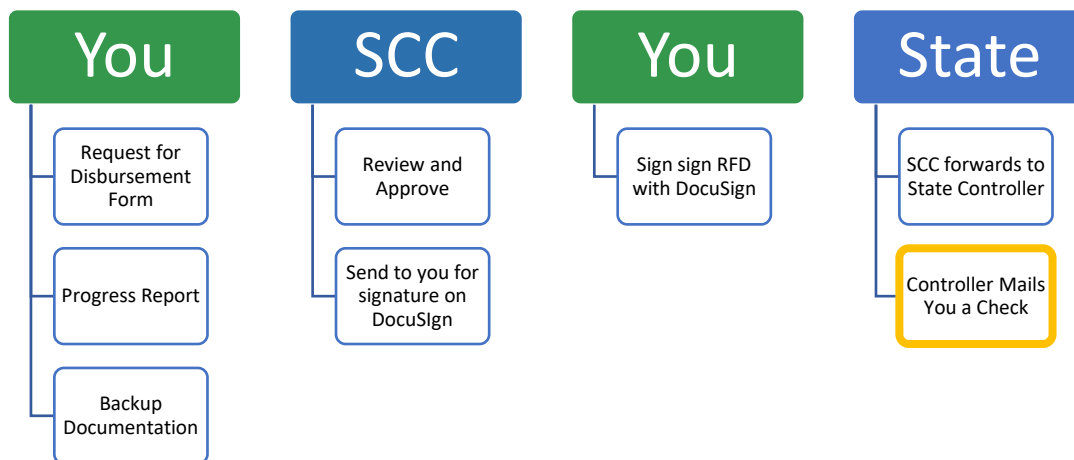 You
Request for
Disbursement
Form
Progress Report
Backup
Documentation
SCC
Review and
Approve
Send to you for
signature on
DocuSIgn
You
Sign sign RFD
with DocuSign
State
SCC forwards to
State Controller
Controller Mails
You a Check